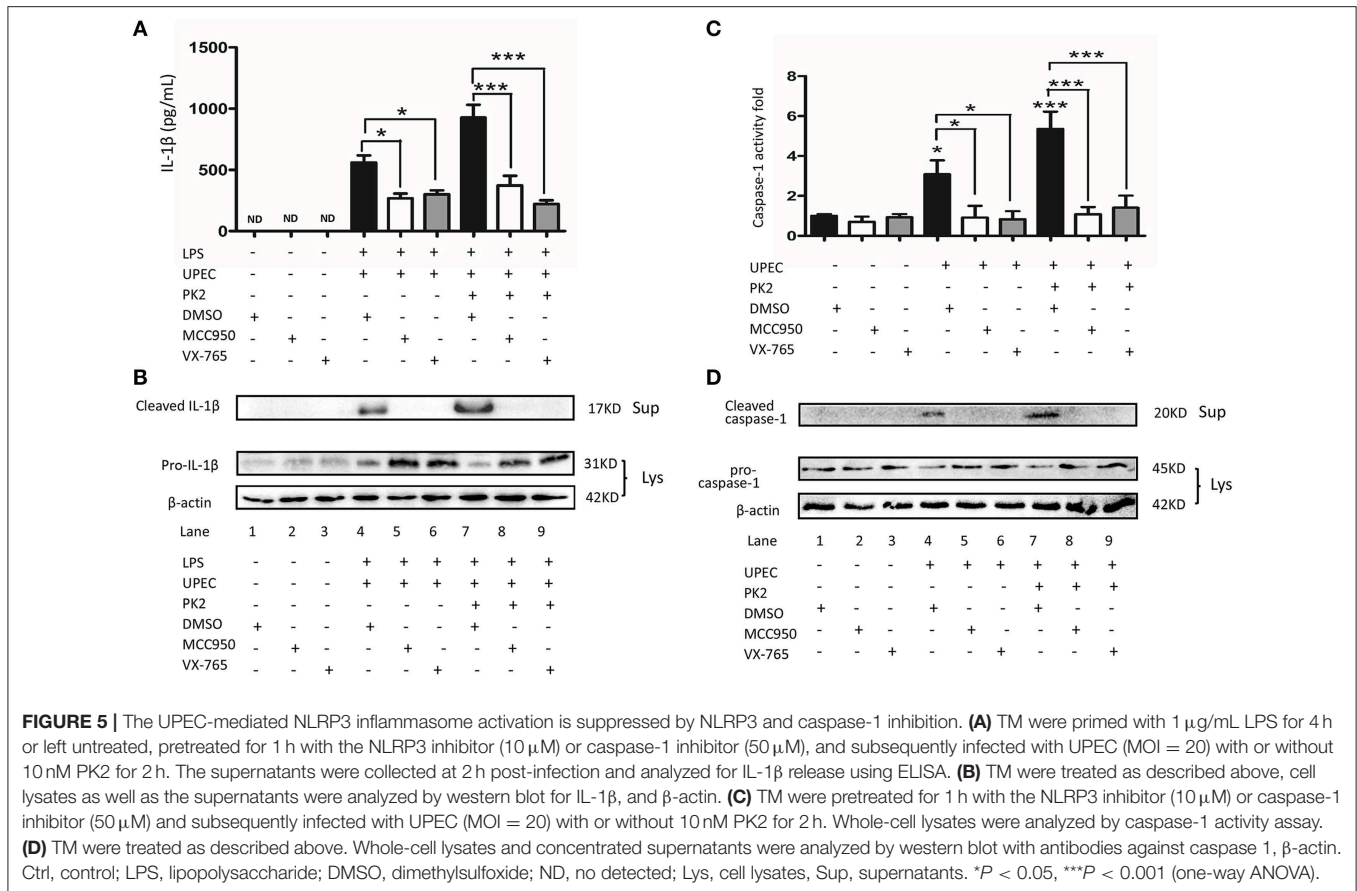 A
1500
1000
500
0
IL-1β (pg/mL)
ND ND ND
* * *** ***
LPS - - - + + + + + +
UPEC - - - + + + + + +
PK2 - - - - - - + + +
DMSO + - - + - - + - -
MCC950 - + - - + - - + -
VX-765 - - + - - + - - +
C
8
6
4
2
0
Caspase-1 activity fold
* * * *** *** ***
UPEC - - - + + + + + +
PK2 - - - - - - + + +
DMSO + - - + - - + - -
MCC950 - + - - + - - + -
VX-765 - - + - - + - - +
B
Cleaved IL-1β 17KD Sup
Pro-IL-1β 31KD
Lys
β-actin 42KD
Lane 1 2 3 4 5 6 7 8 9
LPS - - - + + + + + +
UPEC - - - + + + + + +
PK2 - - - - - - + + +
DMSO + - - + - - + - -
MCC950 - + - - + - - + -
VX-765 - - + - - + - - +
D
Cleaved
caspase-1 20KD Sup
pro-
caspase-1 45KD
Lys
β-actin 42KD
Lane 1 2 3 4 5 6 7 8 9
UPEC - - - + + + + + +
PK2 - - - - - - + + +
DMSO + - - + - - + - -
MCC950 - + - - + - - + -
VX-765 - - + - - + - - +
FIGURE 5 | The UPEC-mediated NLRP3 inflammasome activation is suppressed by NLRP3 and caspase-1 inhibition. (A) TM were primed with 1 μg/mL LPS for 4 h
or left untreated, pretreated for 1 h with the NLRP3 inhibitor (10 μM) or caspase-1 inhibitor (50 μM), and subsequently infected with UPEC (MOI = 20) with or without
10 nM PK2 for 2 h. The supernatants were collected at 2 h post-infection and analyzed for IL-1β release using ELISA. (B) TM were treated as described above, cell
lysates as well as the supernatants were analyzed by western blot for IL-1β, and β-actin. (C) TM were pretreated for 1 h with the NLRP3 inhibitor (10 μM) or caspase-1
inhibitor (50 μM) and subsequently infected with UPEC (MOI = 20) with or without 10 nM PK2 for 2 h. Whole-cell lysates were analyzed by caspase-1 activity assay.
(D) TM were treated as described above. Whole-cell lysates and concentrated supernatants were analyzed by western blot with antibodies against caspase 1, β-actin.
Ctrl, control; LPS, lipopolysaccharide; DMSO, dimethylsulfoxide; ND, no detected; Lys, cell lysates, Sup, supernatants. *P < 0.05, ***P < 0.001 (one-way ANOVA).